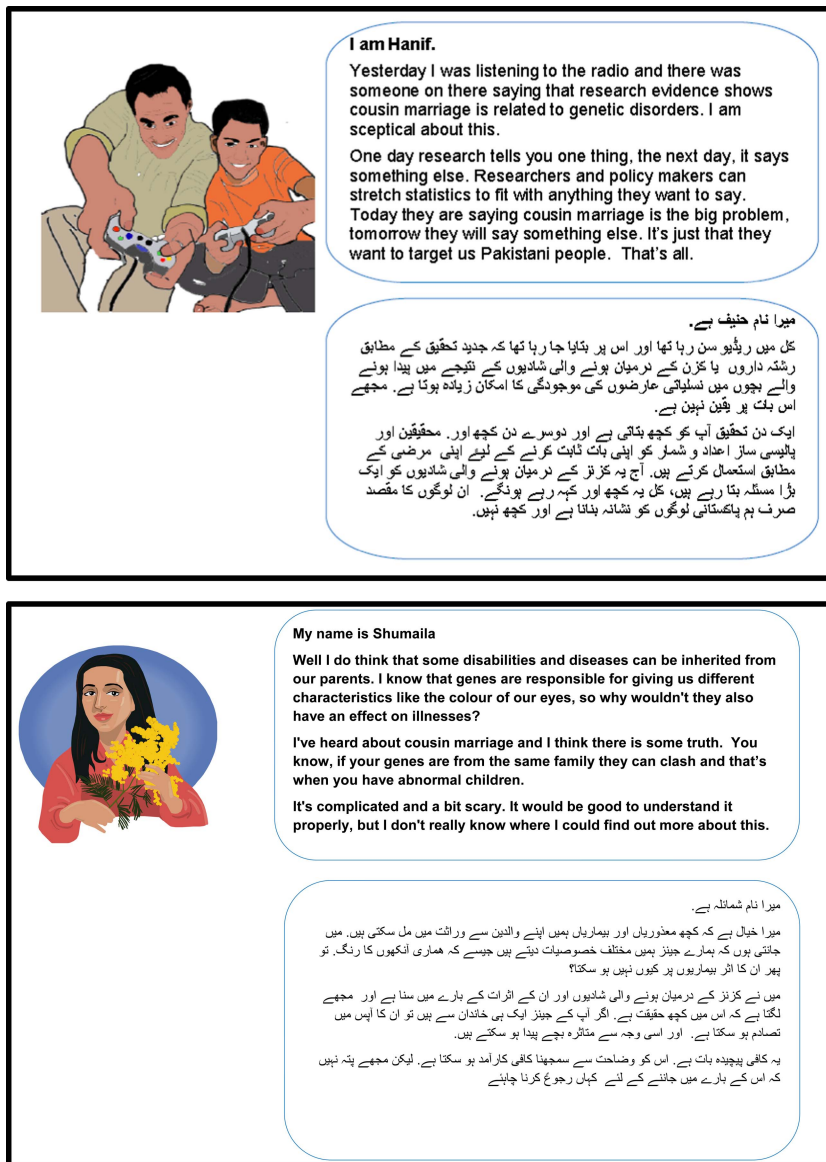 I am Hanif.
Yesterday I was listening to the radio and there was
someone on there saying that research evidence shows
cousin marriage is related to genetic disorders. I am
sceptical about this.
One day research tells you one thing, the next day, it says
something else. Researchers and policy makers can
stretch statistics to fit with anything they want to say.
Today they are saying cousin marriage is the big problem,
tomorrow they will say something else. It's just that they
want to target us Pakistani people.  That's all.
میرا نام حنیف ہے.
کل میں ریڈیو سن رہا تھا اور اس پر بتایا جا رہا تھا کہ جدید تحقیق کے مطابق
رشتہ داروں  یا کزن کے درمیان ہونے والی شادیوں کے نتیجے میں پیدا ہونے
والے بچوں میں نسلیاتی عارضوں کی موجودگی کا امکان زیادہ ہوتا ہے. مجھے
اس بات پر یقین نہین ہے.
ایک دن تحقیق آپ کو کچھ بتاتی ہے اور دوسرے دن کچھ اور. محقیقین اور
پالیسی ساز اعداد و شمار کو اپنی بات ثابت کرنے کے لیئے اپنی  مرضی کے
مطابق استعمال کرتے ہیں. آج یہ کزنز کے درمیان ہونے والی شادیوں کو ایک
بڑا مسئلہ بتا رہے ہیں، کل یہ کچھ اور کہہ رہے ہونگے.  ان لوگوں کا مقصد
صرف ہم پاکستانی لوگوں کو نشانہ بنانا ہے اور کچھ نہیں.
My name is Shumaila
Well I do think that some disabilities and diseases can be inherited from
our parents. I know that genes are responsible for giving us different
characteristics like the colour of our eyes, so why wouldn't they also
have an effect on illnesses?
I've heard about cousin marriage and I think there is some truth.  You
know, if your genes are from the same family they can clash and that's
when you have abnormal children.
It's complicated and a bit scary. It would be good to understand it
properly, but I don't really know where I could find out more about this.
میرا نام شمائلہ ہے.
میرا خیال ہے کہ کچھ معذوریاں اور بیماریاں ہمیں اپنے والدین سے وراثت میں مل سکتی ہیں. میں
جانتی ہوں کہ ہمارے جینز ہمیں مختلف خصوصیات دیتے ہیں جیسے کہ ھماری آنکھوں کا رنگ. تو
پھر ان کا اثر بیماریوں پر کیوں نہیں ہو سکتا؟
میں نے کزنز کے درمیان ہونے والی شادیوں اور ان کے اثرات کے بارے میں سنا ہے اور  مجھے
لگتا ہے کہ اس میں کچھ حقیقت ہے. اگر آپ کے جینز ایک ہی خاندان سے ہیں تو ان کا آپس میں
تصادم ہو سکتا ہے.  اور اسی وجہ سے متاثرہ بچے پیدا ہو سکتے ہیں.
یہ کافی پیچیدہ بات ہے. اس کو وضاحت سے سمجھنا کافی کارآمد ہو سکتا ہے. لیکن مجھے پتہ نہیں
کہ اس کے بارے میں جاننے کے لئے  کہاں رجوع کرنا چاہئے